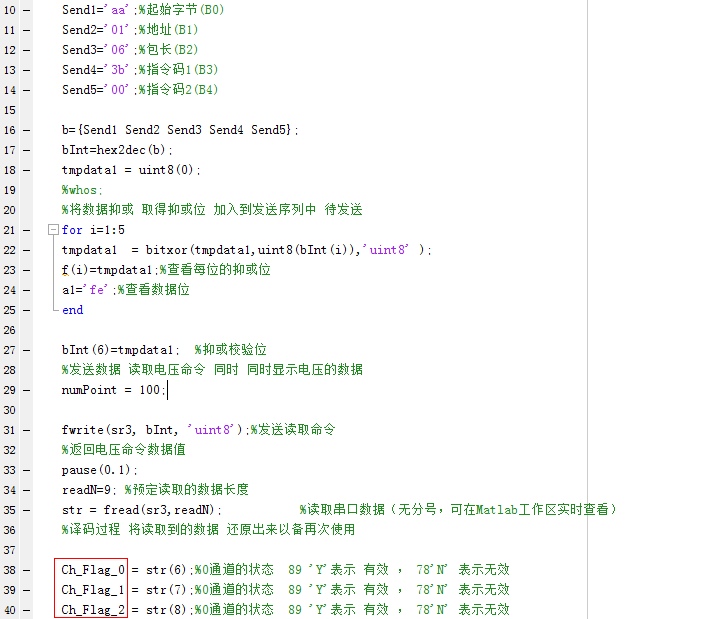 10 – Send1='aa';%起始字节(B0)
11 – Send2='01';%地址(B1)
12 – Send3='06';%包长(B2)
13 – Send4='3b';%指令码1(B3)
14 – Send5='00';%指令码2(B4)
15
16 – b={Send1 Send2 Send3 Send4 Send5};
17 – bInt=hex2dec(b);
18 – tmpdata1 = uint8(0);
19 %whos;
20 %将数据抑或 取得抑或位 加入到发送序列中 待发送
21 – for i=1:5
22 – tmpdata1 = bitxor(tmpdata1,uint8(bInt(i)),'uint8' );
23 – f(i)=tmpdata1;%查看每位的抑或位
24 – a1='fe';%查看数据位
25 – end
26
27 – bInt(6)=tmpdata1; %抑或校验位
28 %发送数据 读取电压命令 同时 同时显示电压的数据
29 – numPoint = 100;
30
31 – fwrite(sr3, bInt, 'uint8');%发送读取命令
32 %返回电压命令数据值
33 – pause(0.1);
34 – readN=9; %预定读取的数据长度
35 – str = fread(sr3,readN); %读取串口数据（无分号，可在Matlab工作区实时查看）
36 %译码过程 将读取到的数据 还原出来以备再次使用
37
38 – Ch_Flag_0 = str(6);%0通道的状态 89 'Y'表示 有效 ， 78'N' 表示无效
39 – Ch_Flag_1 = str(7);%0通道的状态 89 'Y'表示 有效 ， 78'N' 表示无效
40 – Ch_Flag_2 = str(8);%0通道的状态 89 'Y'表示 有效 ， 78'N' 表示无效